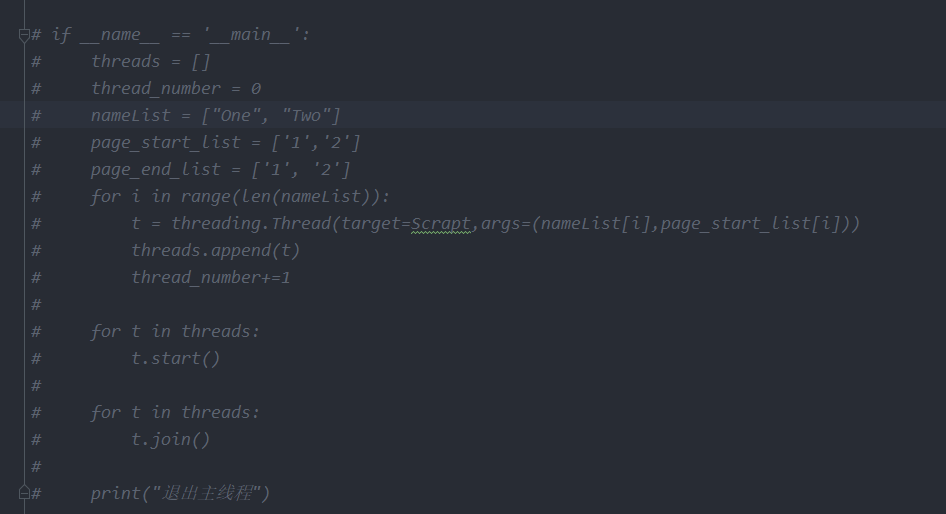 # if __name__ == '__main__':
#     threads = []
#     thread_number = 0
#     nameList = ["One", "Two"]
#     page_start_list = ['1','2']
#     page_end_list = ['1', '2']
#     for i in range(len(nameList)):
#         t = threading.Thread(target=Scrapt,args=(nameList[i],page_start_list[i]))
#         threads.append(t)
#         thread_number+=1
#
#     for t in threads:
#         t.start()
#
#     for t in threads:
#         t.join()
#
#     print("退出主线程")